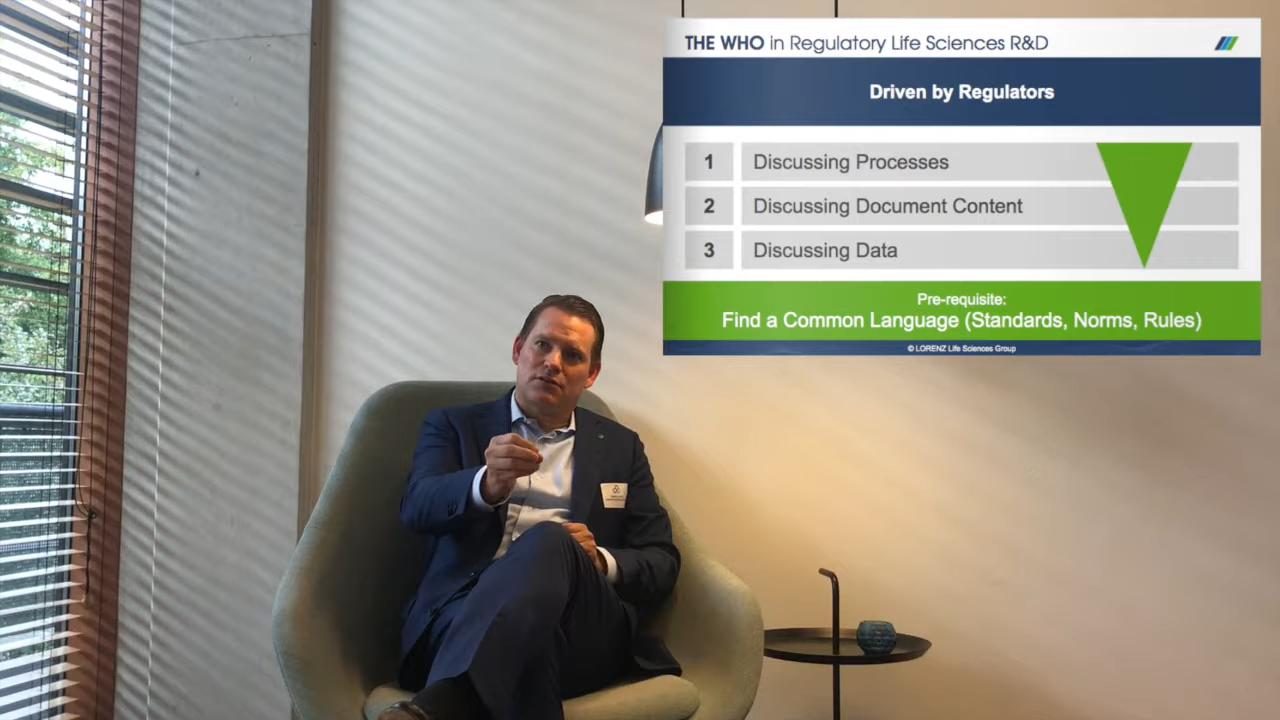 THE WHO in Regulatory Life Sciences R&D
Driven by Regulators
1 Discussing Processes
2 Discussing Document Content
3 Discussing Data
Pre-requisite:
Find a Common Language (Standards, Norms, Rules)
© LORENZ Life Sciences Group